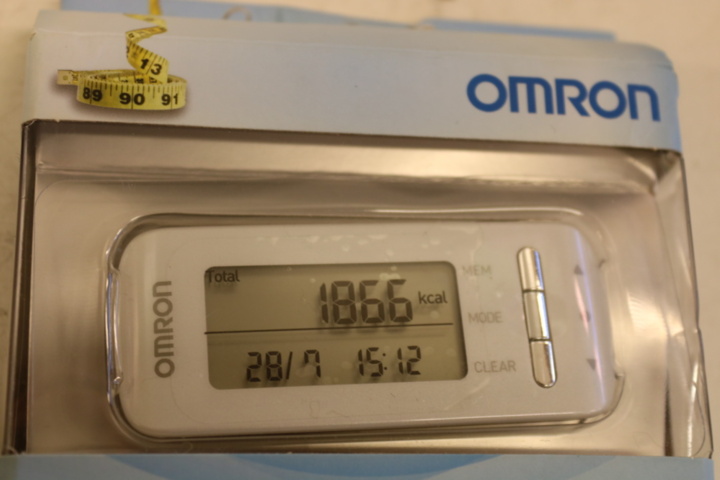 13
89 90 91
OMRON
OMRON
Total
1866 kcal
28/7 15:12
MEM
MODE
CLEAR